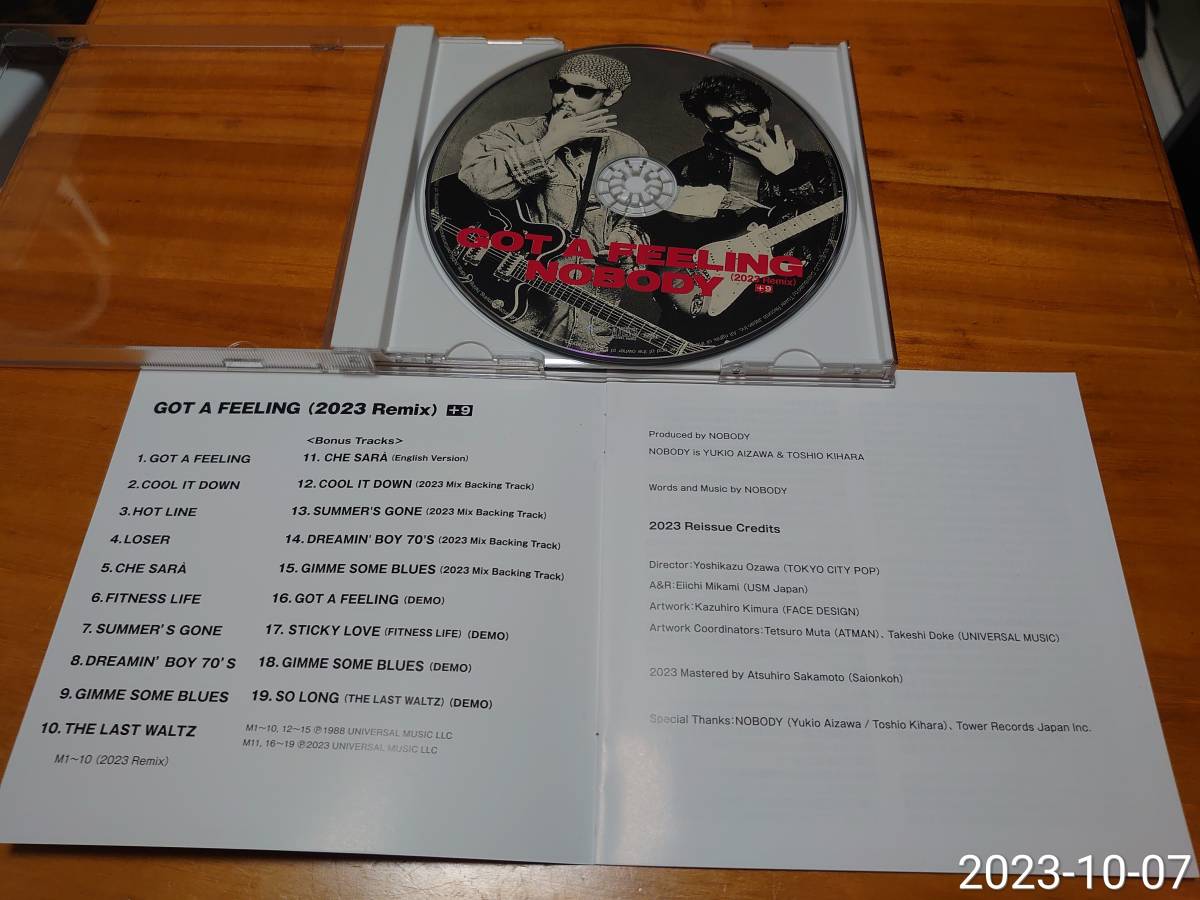 GOT A FEELING
NOBODY (2023 Remix)
+9
GOT A FEELING (2023 Remix) +9
1. GOT A FEELING
2. COOL IT DOWN
3. HOT LINE
4. LOSER
5. CHE SARÀ
6. FITNESS LIFE
7. SUMMER'S GONE
8. DREAMIN' BOY 70'S
9. GIMME SOME BLUES
10. THE LAST WALTZ
M1~10 (2023 Remix)
<Bonus Tracks>
11. CHE SARÀ (English Version)
12. COOL IT DOWN (2023 Mix Backing Track)
13. SUMMER'S GONE (2023 Mix Backing Track)
14. DREAMIN' BOY 70'S (2023 Mix Backing Track)
15. GIMME SOME BLUES (2023 Mix Backing Track)
16. GOT A FEELING (DEMO)
17. STICKY LOVE (FITNESS LIFE) (DEMO)
18. GIMME SOME BLUES (DEMO)
19. SO LONG (THE LAST WALTZ) (DEMO)
M1~10, 12~15 ℗1988 UNIVERSAL MUSIC LLC
M11, 16~19 ℗2023 UNIVERSAL MUSIC LLC
Produced by NOBODY
NOBODY is YUKIO AIZAWA & TOSHIO KIHARA
Words and Music by NOBODY
2023 Reissue Credits
Director:Yoshikazu Ozawa (TOKYO CITY POP)
A&R:Eiichi Mikami (USM Japan)
Artwork:Kazuhiro Kimura (FACE DESIGN)
Artwork Coordinators:Tetsuro Muta (ATMAN)、Takeshi Doke (UNIVERSAL MUSIC)
2023 Mastered by Atsuhiro Sakamoto (Saionkoh)
Special Thanks:NOBODY (Yukio Aizawa / Toshio Kihara)、Tower Records Japan Inc.
2023-10-07